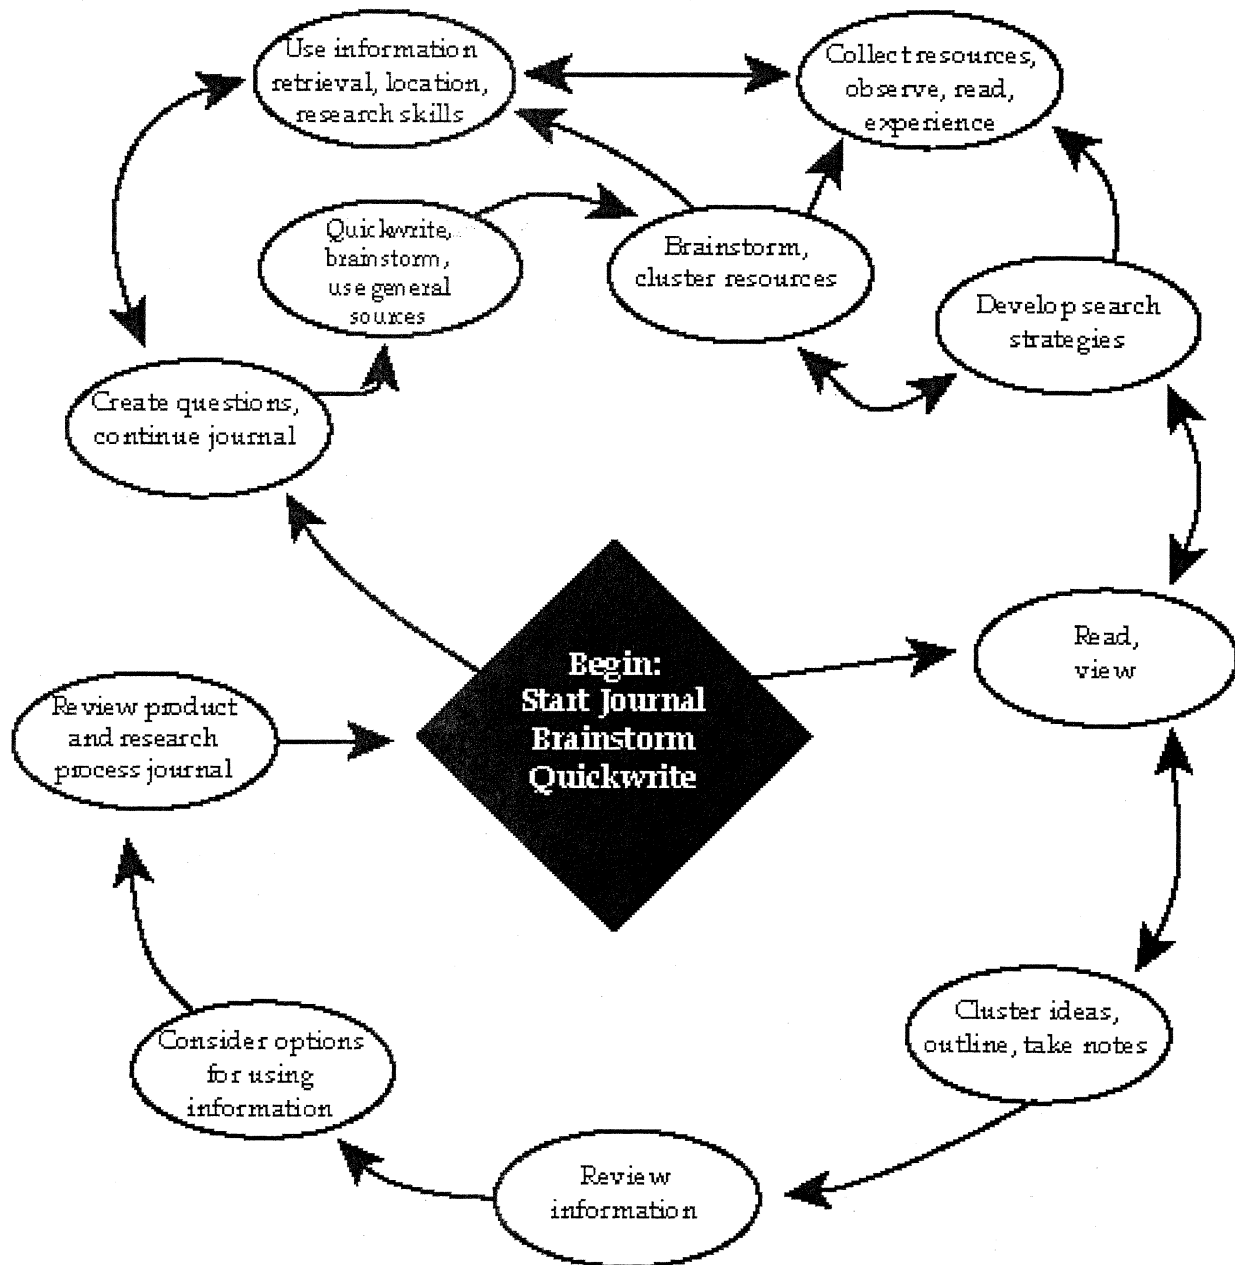 Use information
retrieval, location,
research skills
Collect resources,
observe, read,
experience
Quickwrite,
brainstorm,
use general
sources
Brainstorm,
cluster resources
Develop search
strategies
Create questions,
continue journal
Begin:
Start Journal
Brainstorm
Quickwrite
Read,
view
Review product
and research
process journal
Cluster ideas,
outline, take notes
Consider options
for using
information
Review
information